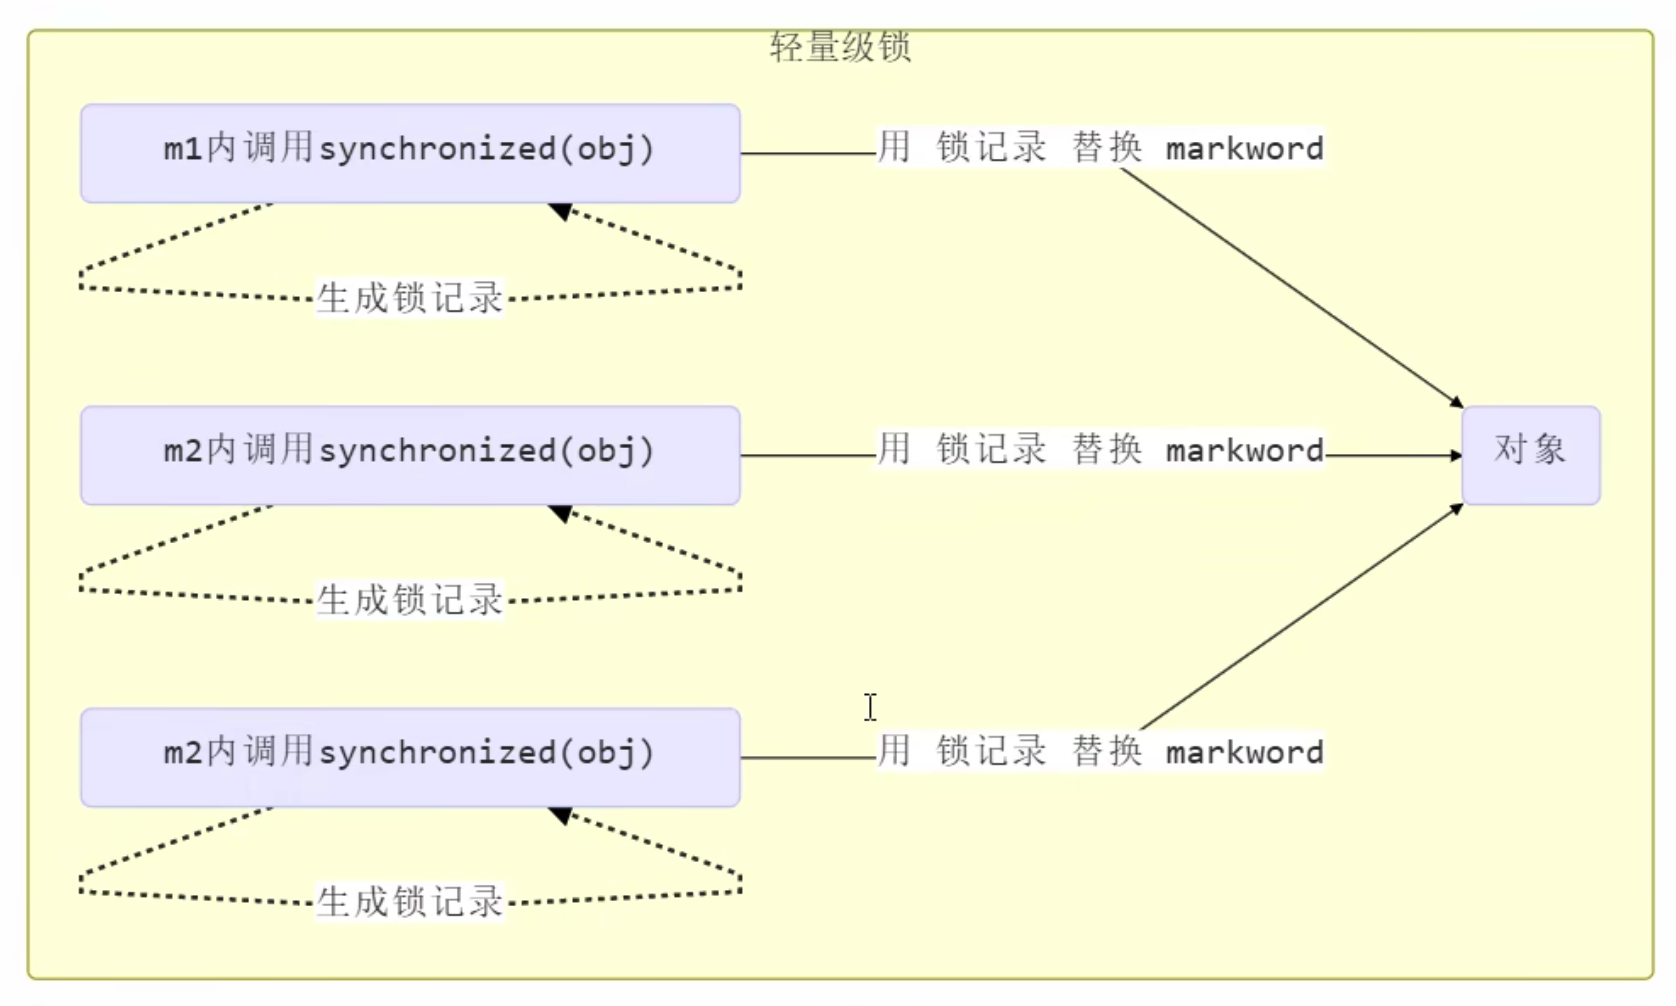 轻量级锁
m1内调用synchronized(obj)
用 锁记录 替换 markword
生成锁记录
m2内调用synchronized(obj)
用 锁记录 替换 markword
对象
生成锁记录
m2内调用synchronized(obj)
用 锁记录 替换 markword
生成锁记录